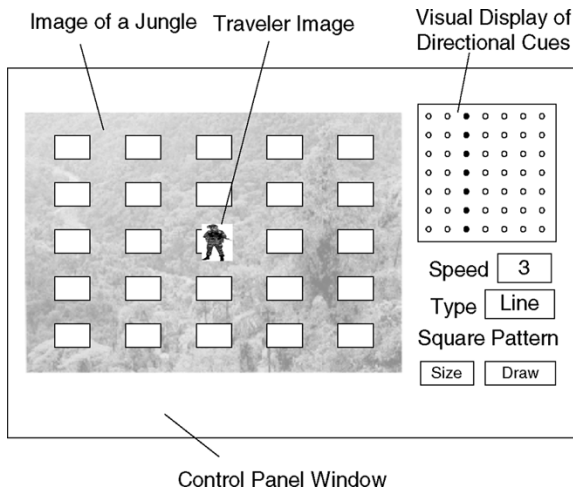 Image of a Jungle
Traveler Image
Visual Display of
Directional Cues
Speed 3
Type Line
Square Pattern
Size Draw
Control Panel Window